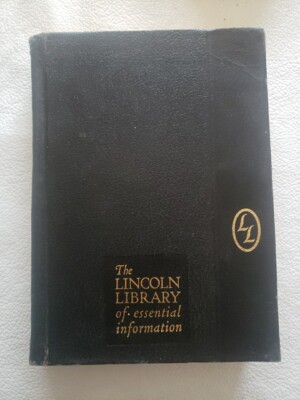 LL
The
LINCOLN
LIBRARY
of · essential
information